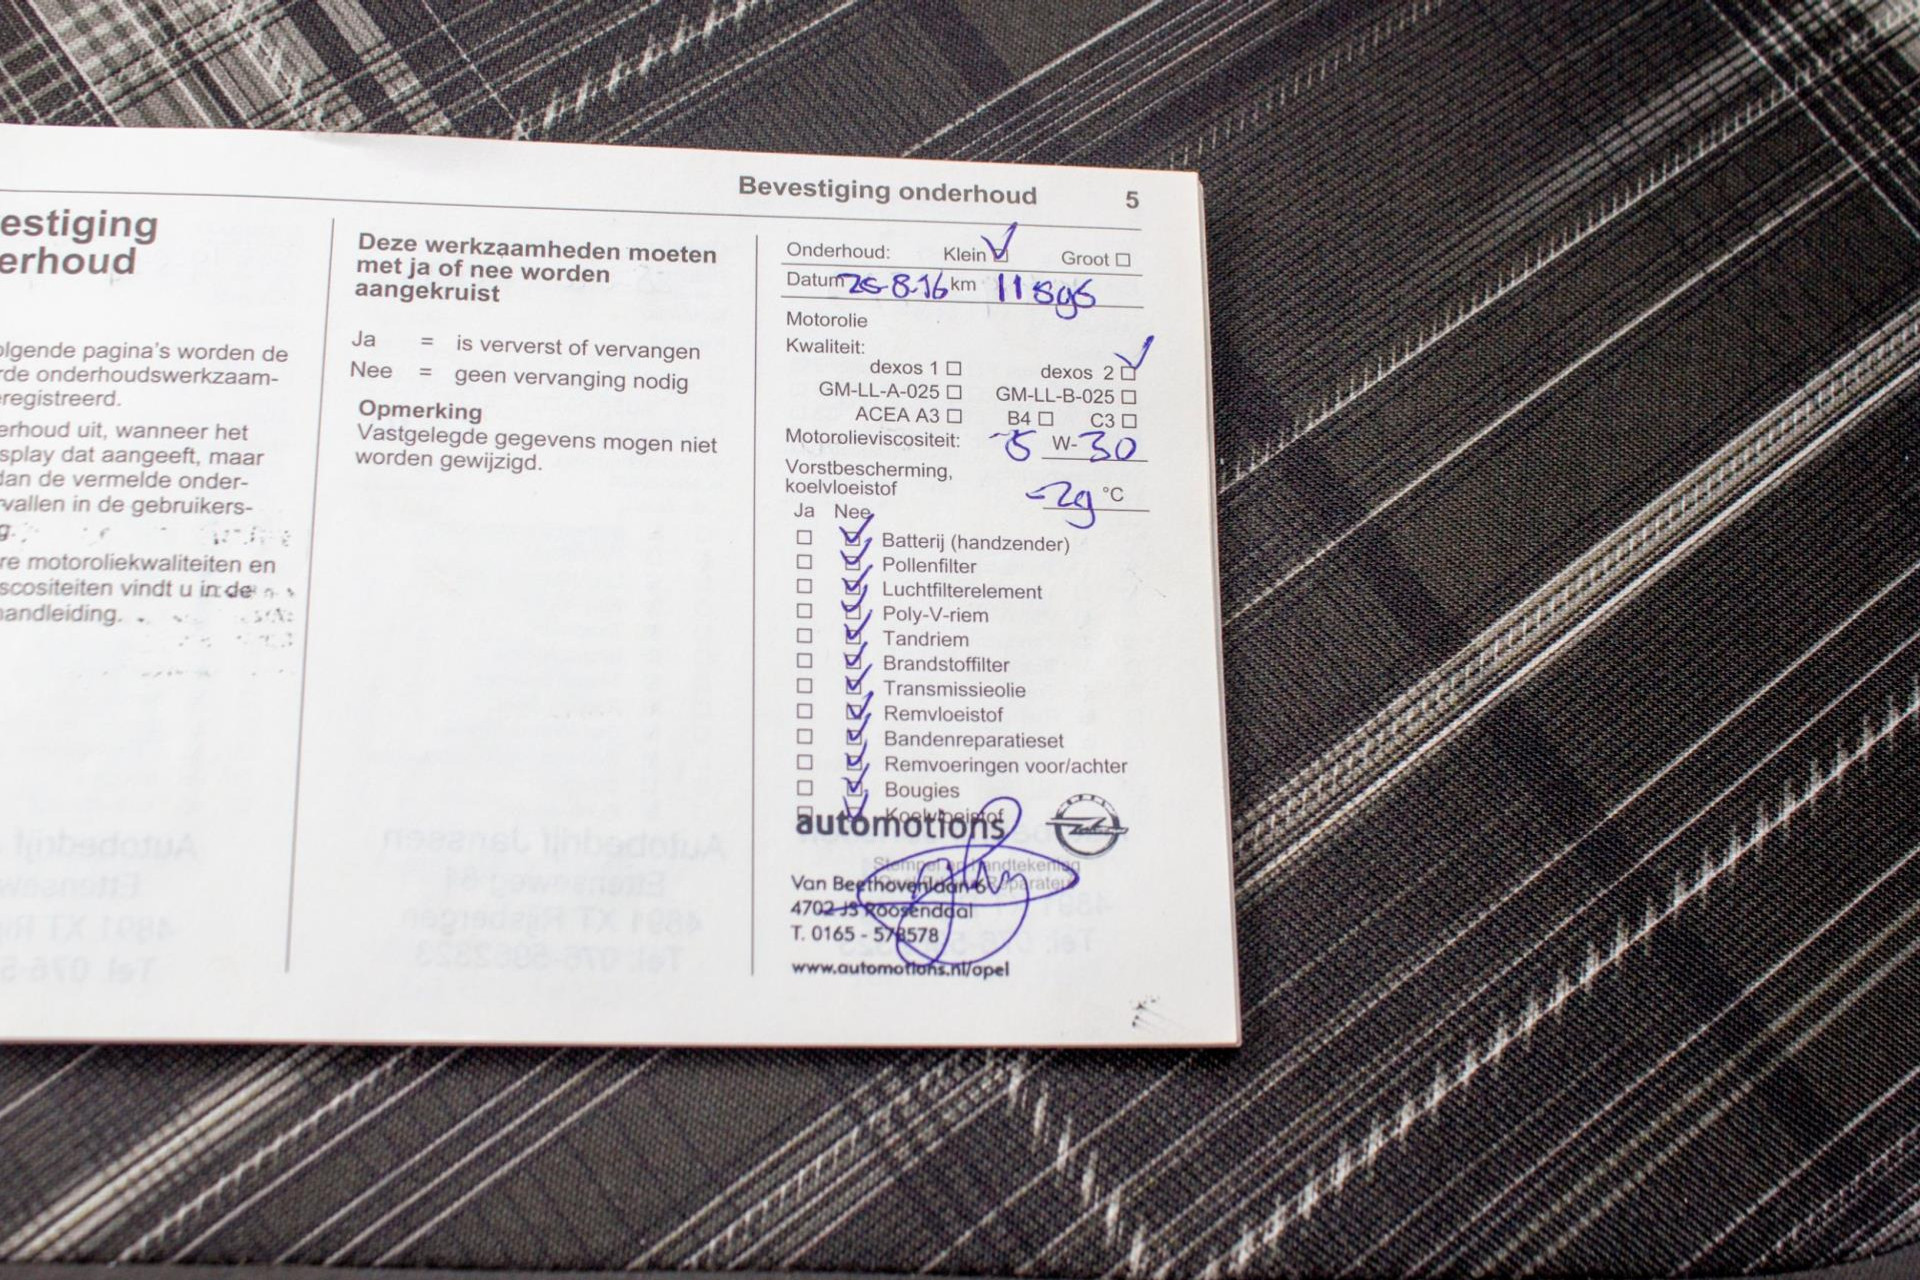 Bevestiging onderhoud 5
estiging
erhoud
olgende pagina's worden de
rde onderhoudswerkzaam-
registreerd.
erhoud uit, wanneer het
splay dat aangeeft, maar
dan de vermelde onder-
vallen in de gebruikers-
g.
re motoroliekwaliteiten en
scositeiten vindt u in de
handleiding.
Deze werkzaamheden moeten
met ja of nee worden
aangekruist
Ja = is ververst of vervangen
Nee = geen vervanging nodig
Opmerking
Vastgelegde gegevens mogen niet
worden gewijzigd.
Onderhoud: Klein Groot
Datum km
Motorolie
Kwaliteit:
dexos 1 dexos 2
GM-LL-A-025 GM-LL-B-025
ACEA A3 B4 C3
Motorolieviscositeit: 5 W-30
Vorstbescherming,
koelvloeistof -29 °C
Ja Nee
Batterij (handzender)
Pollenfilter
Luchtfilterelement
Poly-V-riem
Tandriem
Brandstoffilter
Transmissieolie
Remvloeistof
Bandenreparatieset
Remvoeringen voor/achter
Bougies
Koelvloeistof
automotions
Stempel en handtekening
Van Beethovenlaan 6
4702 JS Roosendaal
T. 0165 - 578578
www.automotions.nl/opel